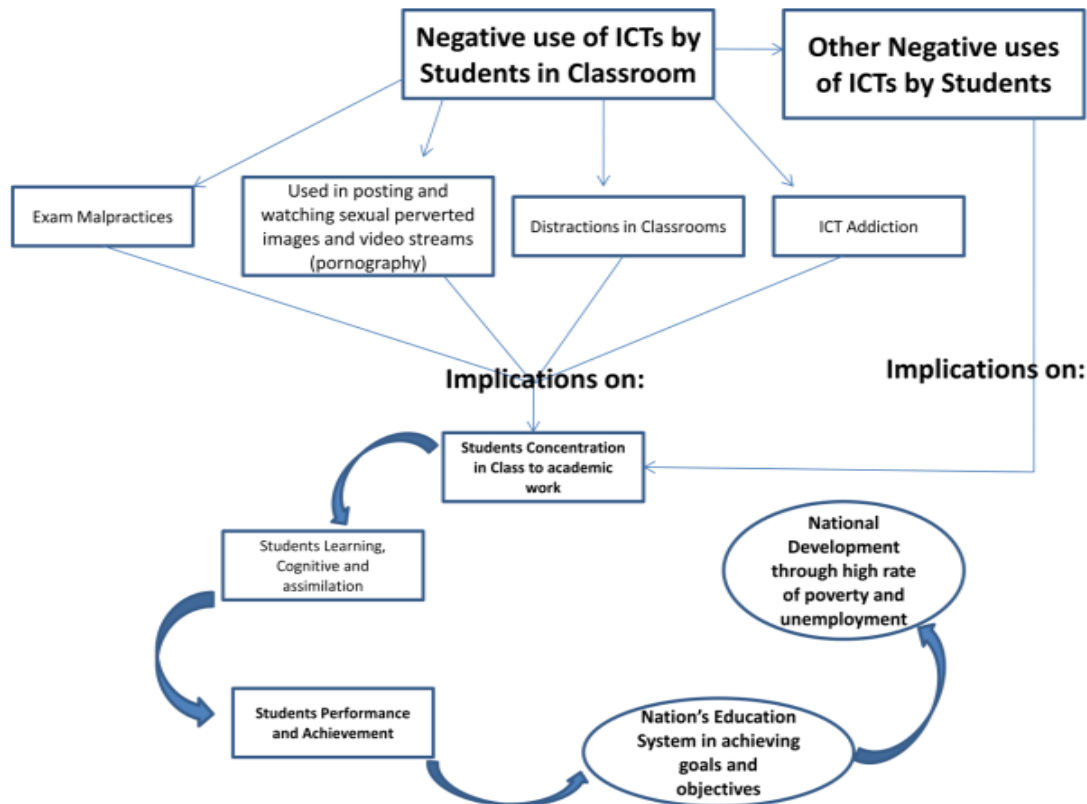 Negative use of ICTs by
Students in Classroom
Other Negative uses
of ICTs by Students
Exam Malpractices
Used in posting and
watching sexual perverted
images and video streams
(pornography)
Distractions in Classrooms
ICT Addiction
Implications on:
Implications on:
Students Concentration
in Class to academic
work
National
Development
through high rate
of poverty and
unemployment
Students Learning,
Cognitive and
assimilation
Students Performance
and Achievement
Nation’s Education
System in achieving
goals and
objectives